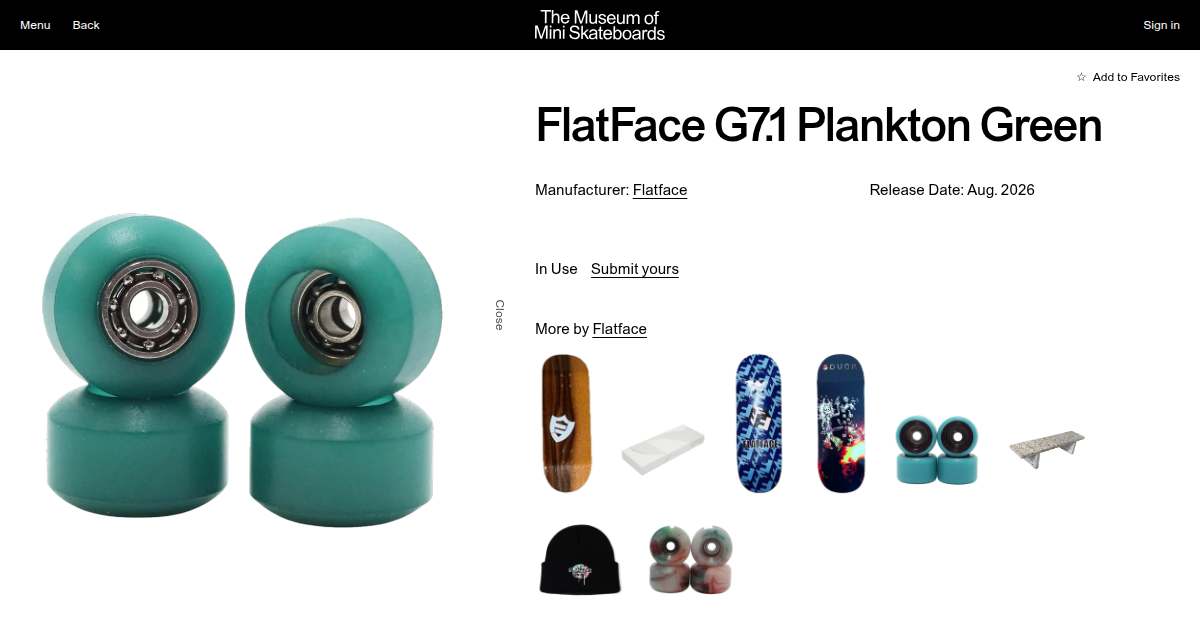 Menu
Back
The Museum of
Mini Skateboards
Sign in
☆ Add to Favorites
FlatFace G7.1 Plankton Green
Manufacturer: Flatface
Release Date: Aug. 2026
In Use
Submit yours
Close
More by Flatface
DUCK